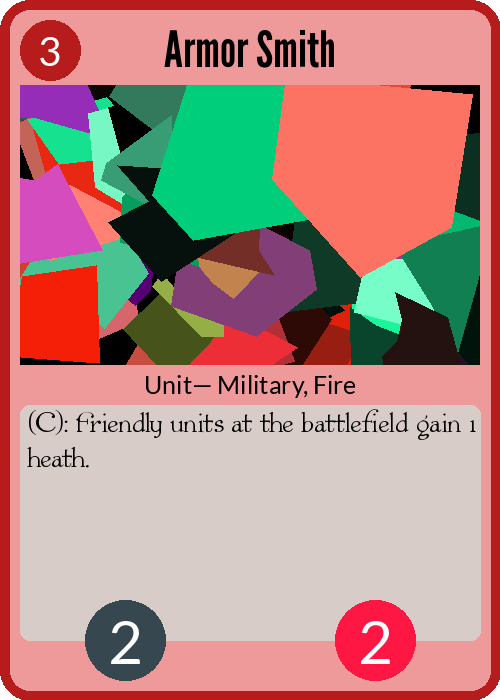 3
Armor Smith
Unit— Military, Fire
(C): Friendly units at the battlefield gain 1
heath.
2
2